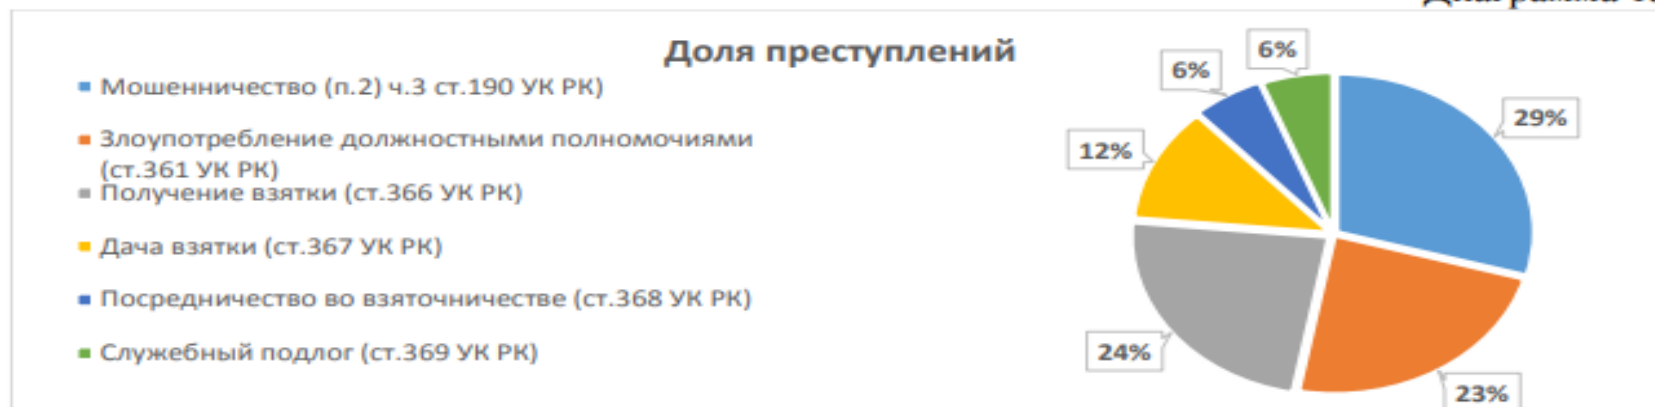 Доля преступлений
Мошенничество (п.2) ч.3 ст.190 УК РК)
Злоупотребление должностными полномочиями
(ст.361 УК РК)
Получение взятки (ст.366 УК РК)
Дача взятки (ст.367 УК РК)
Посредничество во взяточничестве (ст.368 УК РК)
Служебный подлог (ст.369 УК РК)
6%
6%
29%
12%
24%
23%